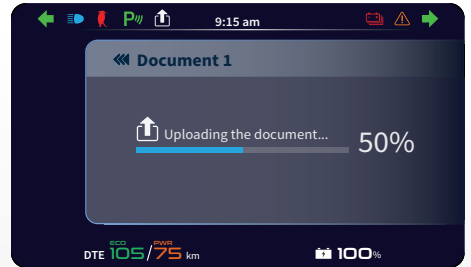 P
9:15 am
Document 1
Uploading the document...
50%
DTE ECO 105/PWR 75 km
100%